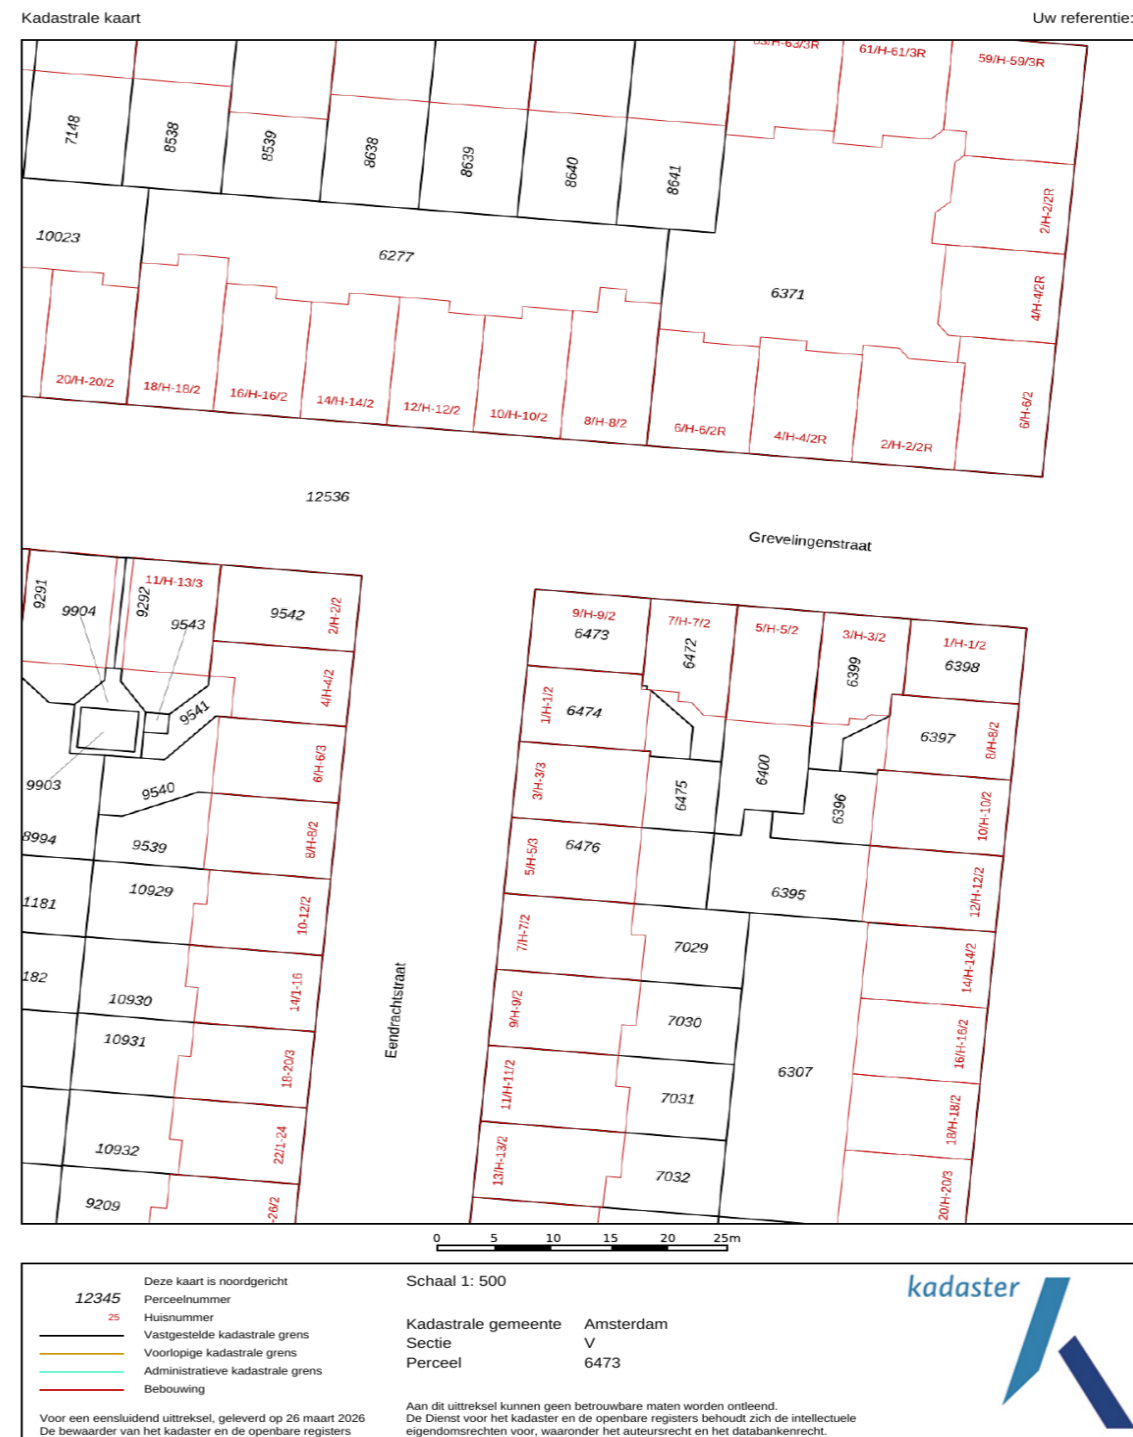 Kadastrale kaart
Uw referentie:
63/H-63/3R
61/H-61/3R
59/H-59/3R
7148
8538
8539
8638
8639
8640
8641
2/H-2/2R
10023
6277
6371
4/H-4/2R
20/H-20/2
18/H-18/2
16/H-16/2
14/H-14/2
12/H-12/2
10/H-10/2
8/H-8/2
6/H-6/2R
4/H-4/2R
2/H-2/2R
6/H-6/2
12536
Grevelingenstraat
9291
9904
9292
11/H-13/3
9543
9542
2/H-2/2
9/H-9/2
6473
7/H-7/2
6472
5/H-5/2
3/H-3/2
6399
1/H-1/2
6398
4/H-4/2
9541
1/H-1/2
6474
6397
8/H-8/2
9903
9540
6/H-6/3
3/H-3/3
6475
6400
6396
10/H-10/2
8994
9539
8/H-8/2
5/H-5/3
6476
6395
12/H-12/2
1181
10929
10-12/2
7/H-7/2
7029
14/H-14/2
182
10930
14/1-16
Eendrachtstraat
9/H-9/2
7030
16/H-16/2
10931
18-20/3
11/H-11/2
7031
6307
18/H-18/2
10932
22/1-24
13/H-13/2
7032
20/H-20/3
9209
-26/2
0 5 10 15 20 25m
Deze kaart is noordgericht
12345 Perceelnummer
25 Huisnummer
Vastgestelde kadastrale grens
Voorlopige kadastrale grens
Administratieve kadastrale grens
Bebouwing
Voor een eensluidend uittreksel, geleverd op 26 maart 2026
De bewaarder van het kadaster en de openbare registers
Schaal 1: 500
Kadastrale gemeente Amsterdam
Sectie V
Perceel 6473
Aan dit uittreksel kunnen geen betrouwbare maten worden ontleend.
De Dienst voor het kadaster en de openbare registers behoudt zich de intellectuele
eigendomsrechten voor, waaronder het auteursrecht en het databankenrecht.
kadaster